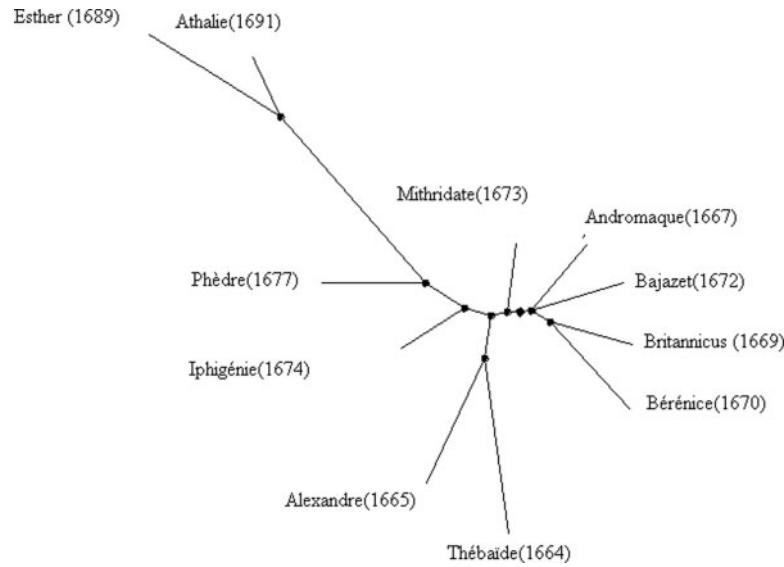 Esther (1689)
Athalie(1691)
Mithridate(1673)
Andromaque(1667)
Phèdre(1677)
Bajazet(1672)
Britannicus (1669)
Iphigénie(1674)
Bérénice(1670)
Alexandre(1665)
Thébaïde(1664)